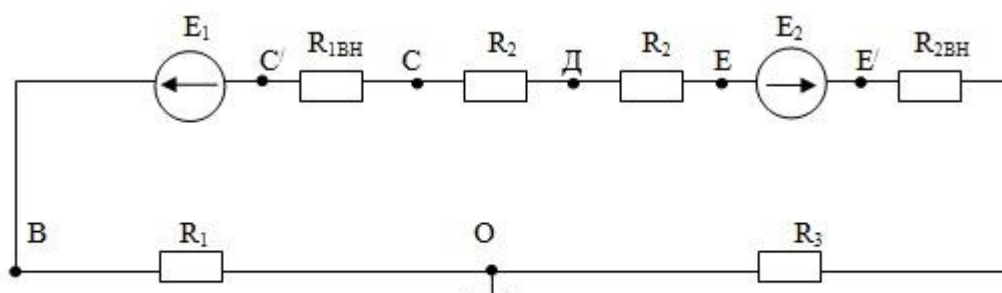 E₁ E₂
C/ R₁ВН C R₂ Д R₂ E E/ R₂ВН
В R₁ О R₃